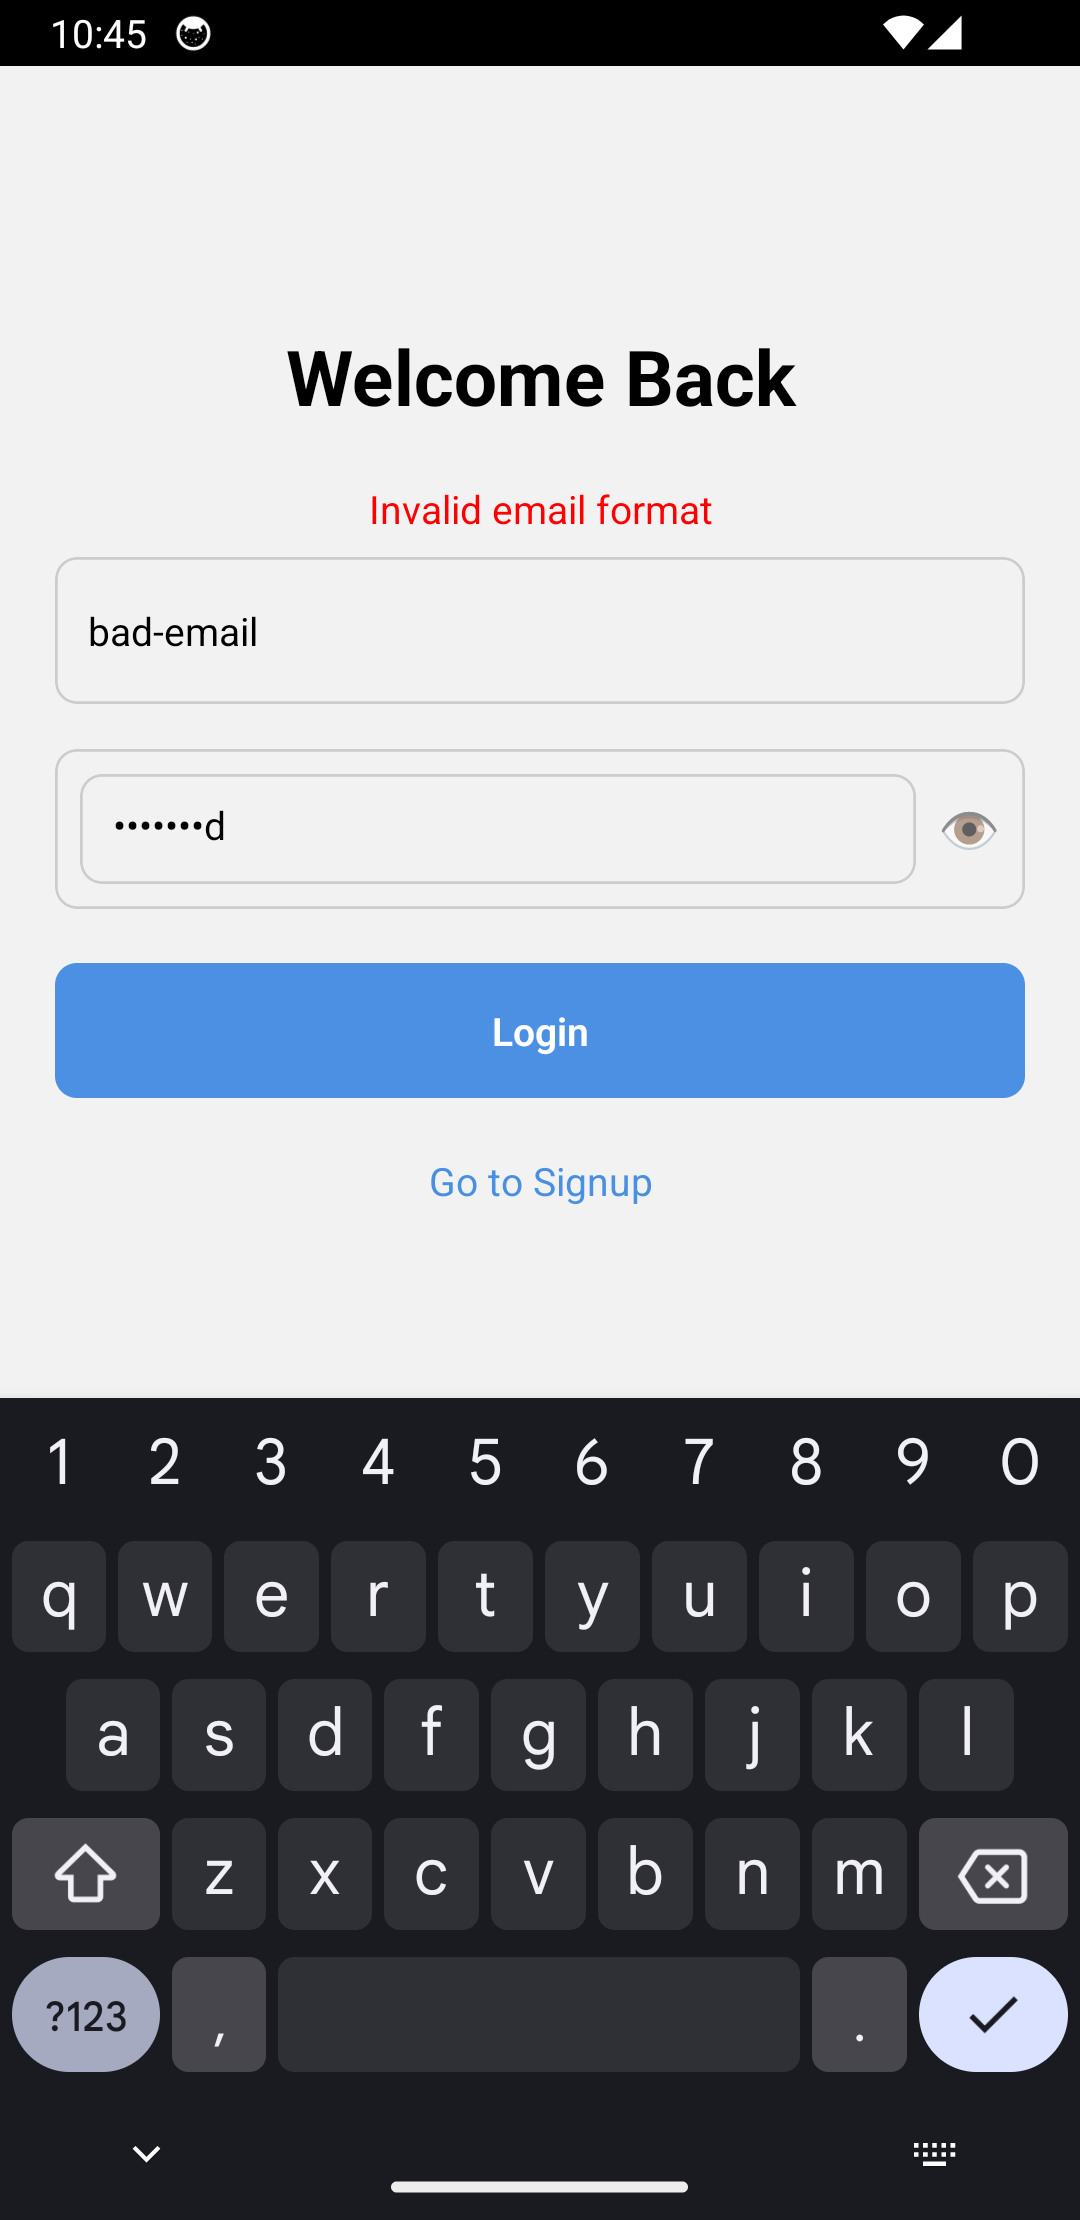 10:45
Welcome Back
Invalid email format
bad-email
•••••••d
Login
Go to Signup
1 2 3 4 5 6 7 8 9 0
q w e r t y u i o p
a s d f g h j k l
z x c v b n m
?123 , .